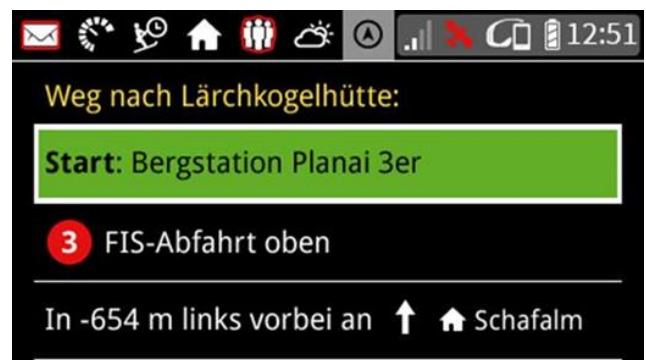 12:51
Weg nach Lärchkogelhütte:
Start: Bergstation Planai 3er
3 FIS-Abfahrt oben
In -654 m links vorbei an Schafalm